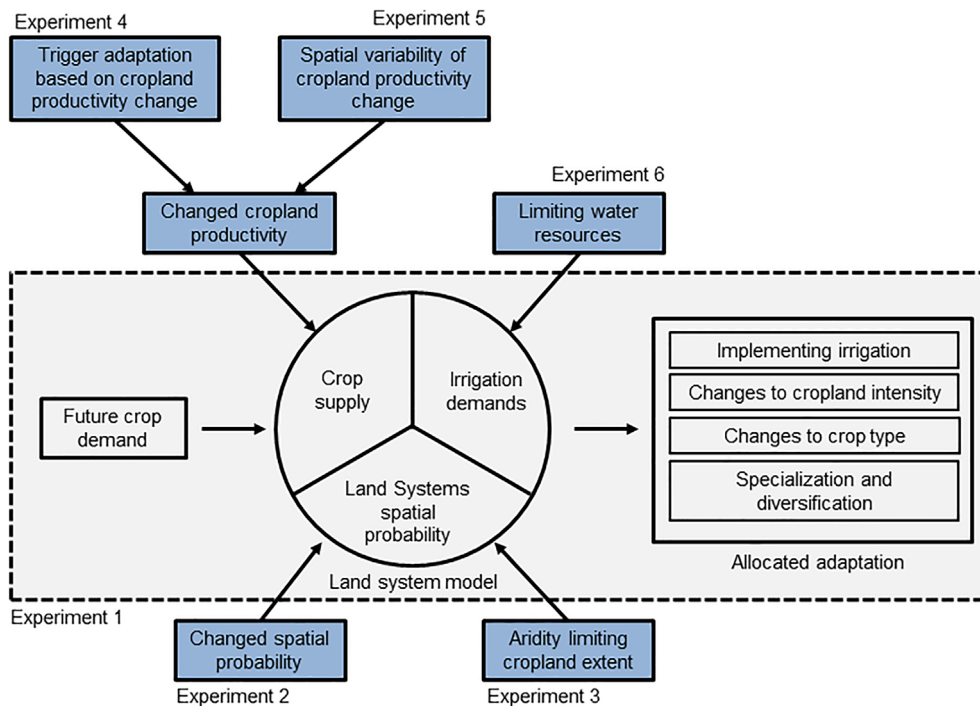 Experiment 4
Trigger adaptation
based on cropland
productivity change
Experiment 5
Spatial variability of
cropland productivity
change
Changed cropland
productivity
Experiment 6
Limiting water
resources
Future crop
demand
Crop
supply
Irrigation
demands
Land Systems
spatial
probability
Land system model
Implementing irrigation
Changes to cropland intensity
Changes to crop type
Specialization and
diversification
Allocated adaptation
Experiment 1
Changed spatial
probability
Experiment 2
Aridity limiting
cropland extent
Experiment 3